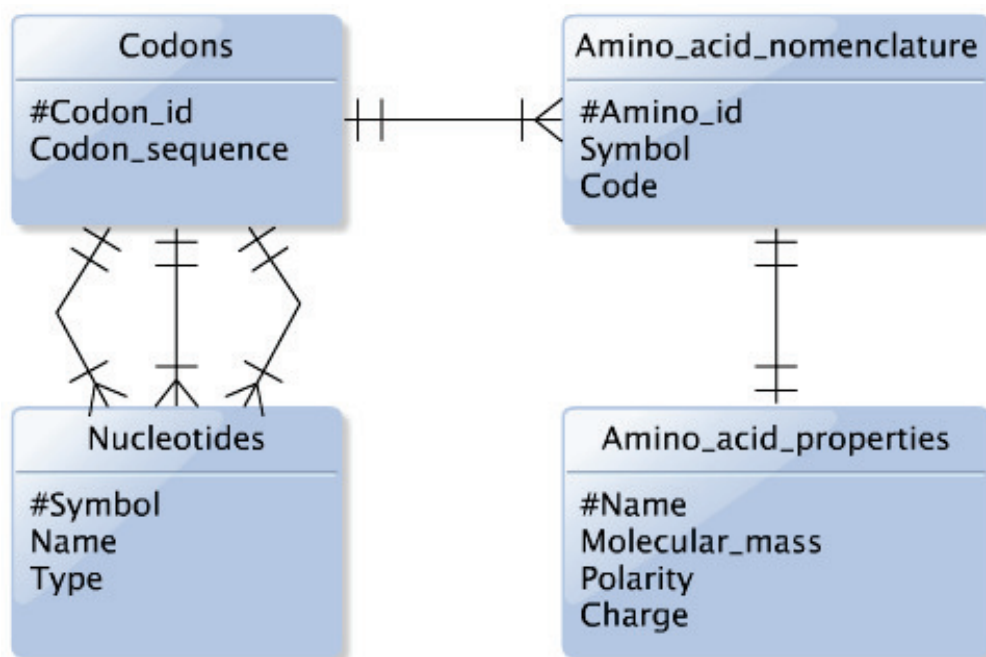 Codons
#Codon_id
Codon_sequence
Amino_acid_nomenclature
#Amino_id
Symbol
Code
Nucleotides
#Symbol
Name
Type
Amino_acid_properties
#Name
Molecular_mass
Polarity
Charge